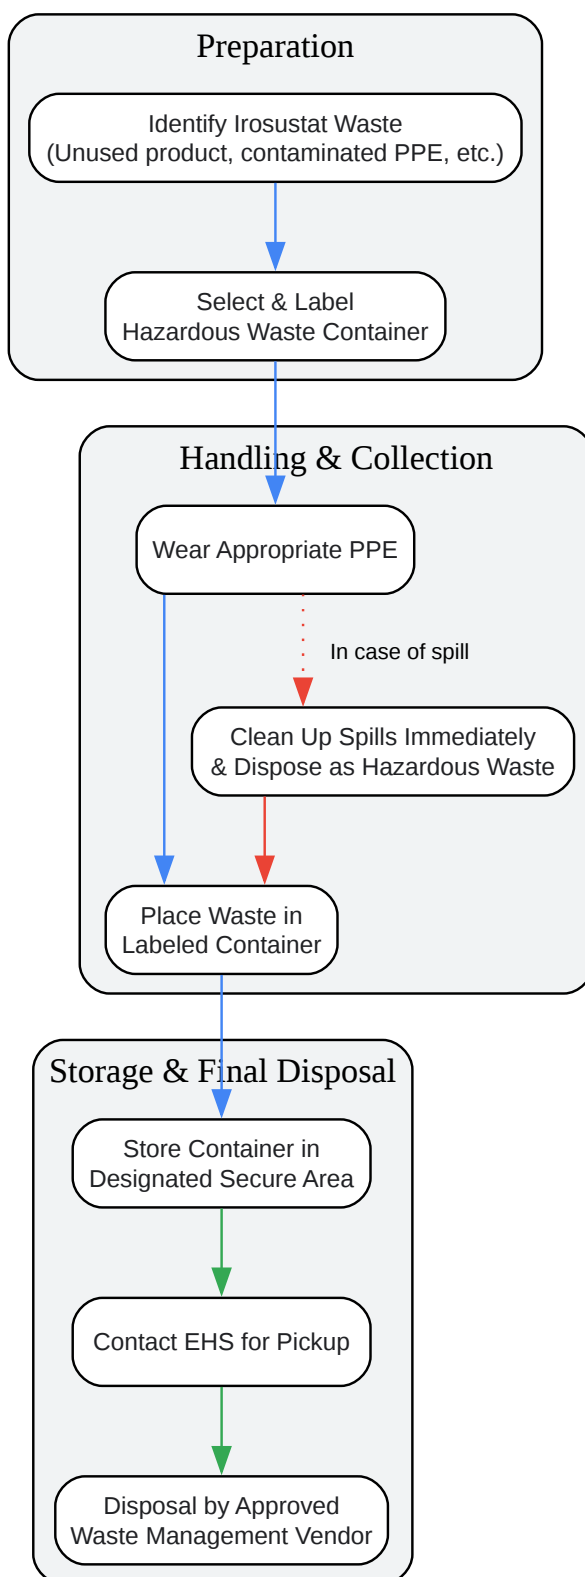 Preparation
Identify Irosustat Waste
(Unused product, contaminated PPE, etc.)
Select & Label
Hazardous Waste Container
Handling & Collection
Wear Appropriate PPE
In case of spill
Clean Up Spills Immediately
& Dispose as Hazardous Waste
Place Waste in
Labeled Container
Storage & Final Disposal
Store Container in
Designated Secure Area
Contact EHS for Pickup
Disposal by Approved
Waste Management Vendor